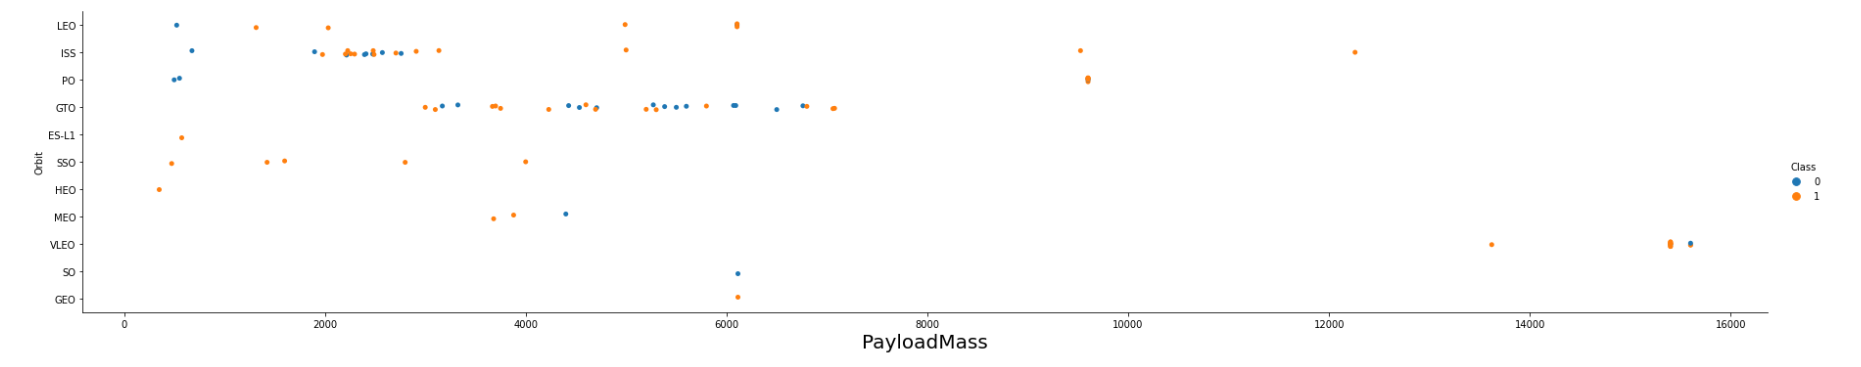 LEO
ISS
PO
GTO
ES-L1
SSO
HEO
MEO
VLEO
SO
GEO
Orbit
0 2000 4000 6000 8000 10000 12000 14000 16000
PayloadMass
Class
0
1